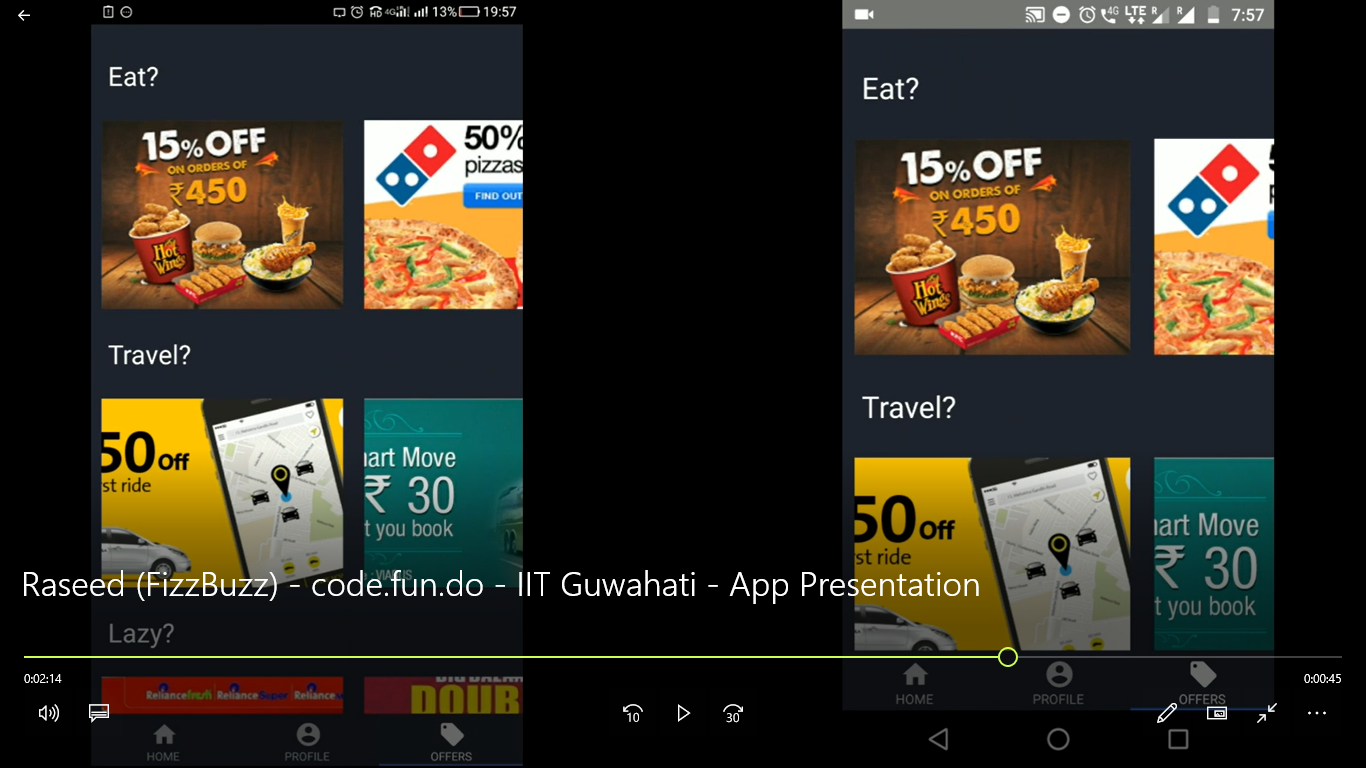 13% 19:57
Eat?
15% OFF
ON ORDERS OF
₹450
Hot
Wings
50%
pizzas
FIND OUT
Travel?
50 Off
st ride
art Move
₹ 30
t you book
Lazy?
Reliance fresh Reliance Super Reliance
DOUB
HOME PROFILE OFFERS
4G LTE R R 7:57
Eat?
15% OFF
ON ORDERS OF
₹450
Hot
Wings
Travel?
50 Off
st ride
art Move
₹ 30
t you book
HOME PROFILE OFFERS
Raseed (FizzBuzz) - code.fun.do - IIT Guwahati - App Presentation
0:02:14 0:00:45
10 30